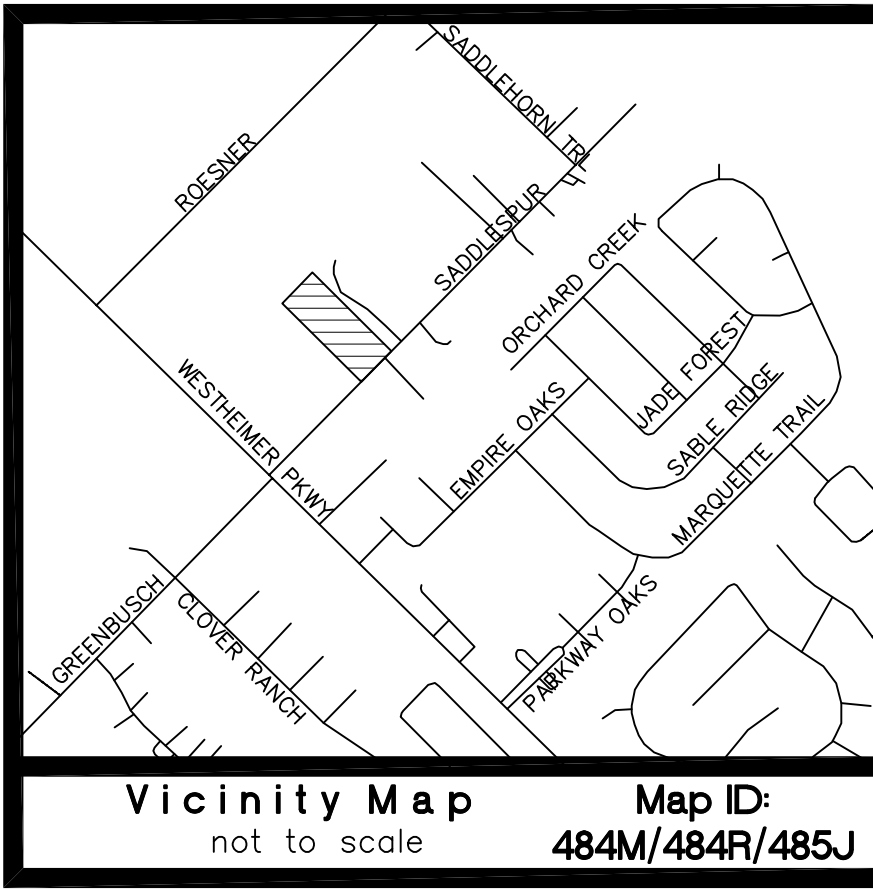 SADDLEHORN TRL
ROESNER
SADDLESPUR
ORCHARD CREEK
JADE FOREST
WESTHEIMER PKWY
EMPIRE OAKS
SABLE RIDGE
MARQUETTE TRAIL
GREENBUSCH
CLOVER RANCH
PARKWAY OAKS
Vicinity Map
not to scale
Map ID:
484M/484R/485J